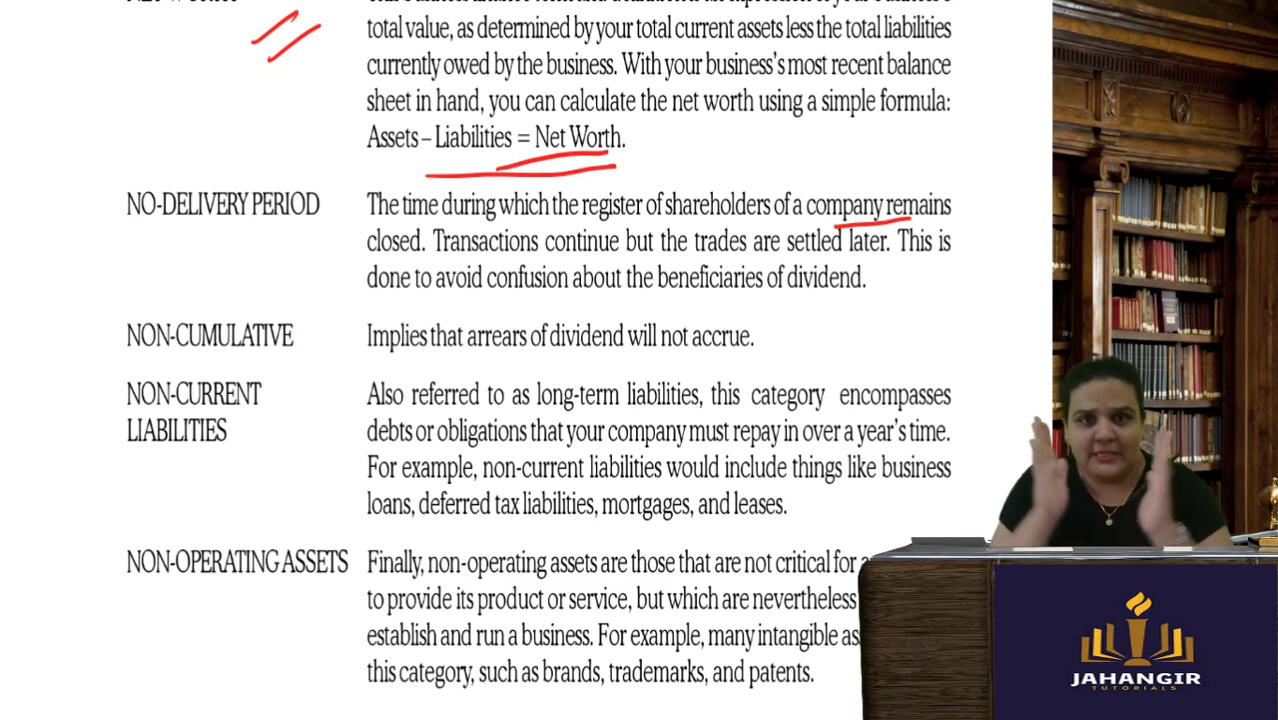 total value, as determined by your total current assets less the total liabilities
currently owed by the business. With your business's most recent balance
sheet in hand, you can calculate the net worth using a simple formula:
Assets – Liabilities = Net Worth.
NO-DELIVERY PERIOD The time during which the register of shareholders of a company remains
closed. Transactions continue but the trades are settled later. This is
done to avoid confusion about the beneficiaries of dividend.
NON-CUMULATIVE Implies that arrears of dividend will not accrue.
NON-CURRENT Also referred to as long-term liabilities, this category encompasses
LIABILITIES debts or obligations that your company must repay in over a year's time.
For example, non-current liabilities would include things like business
loans, deferred tax liabilities, mortgages, and leases.
NON-OPERATING ASSETS Finally, non-operating assets are those that are not critical for
to provide its product or service, but which are nevertheless
establish and run a business. For example, many intangible
this category, such as brands, trademarks, and patents.
JAHANGIR
TUTORIALS